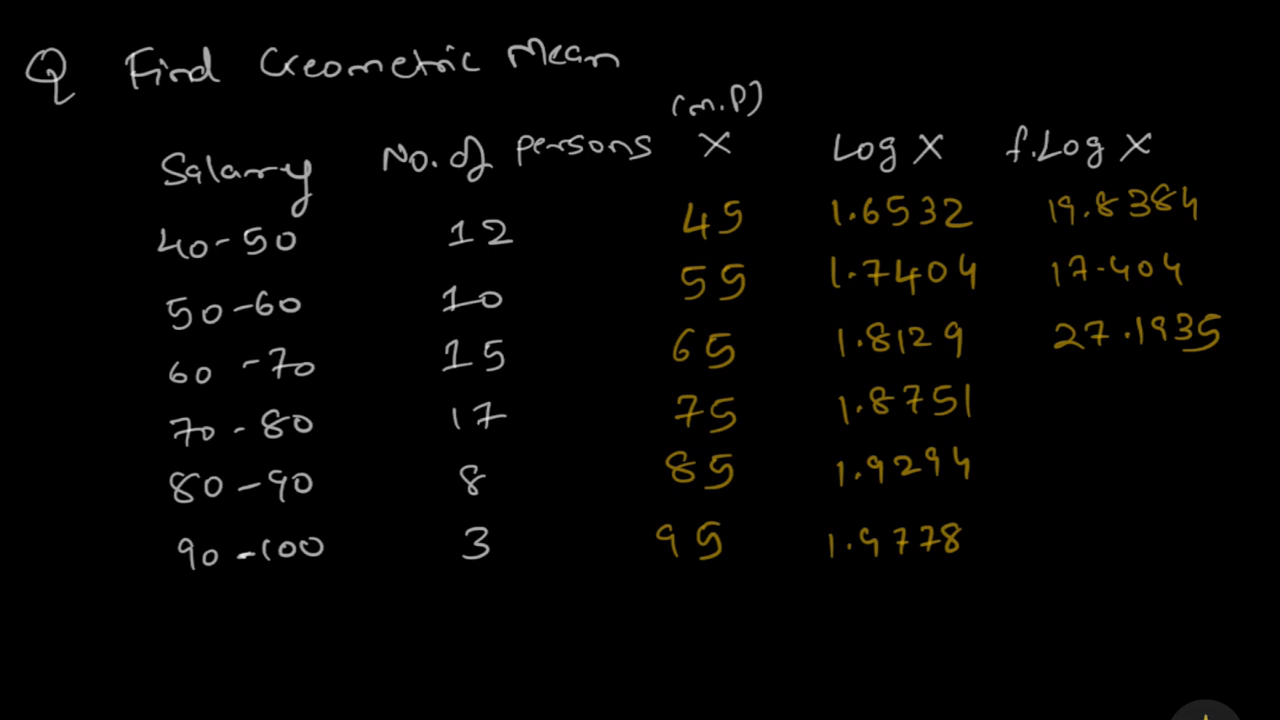 Q Find Geometric Mean
(m.P)
Salary No. of persons X Log X f.Log X
40-50 12 45 1.6532 19.8384
50-60 10 55 1.7404 17.404
60-70 15 65 1.8129 27.1935
70-80 17 75 1.8751
80-90 8 85 1.9294
90-100 3 95 1.9778